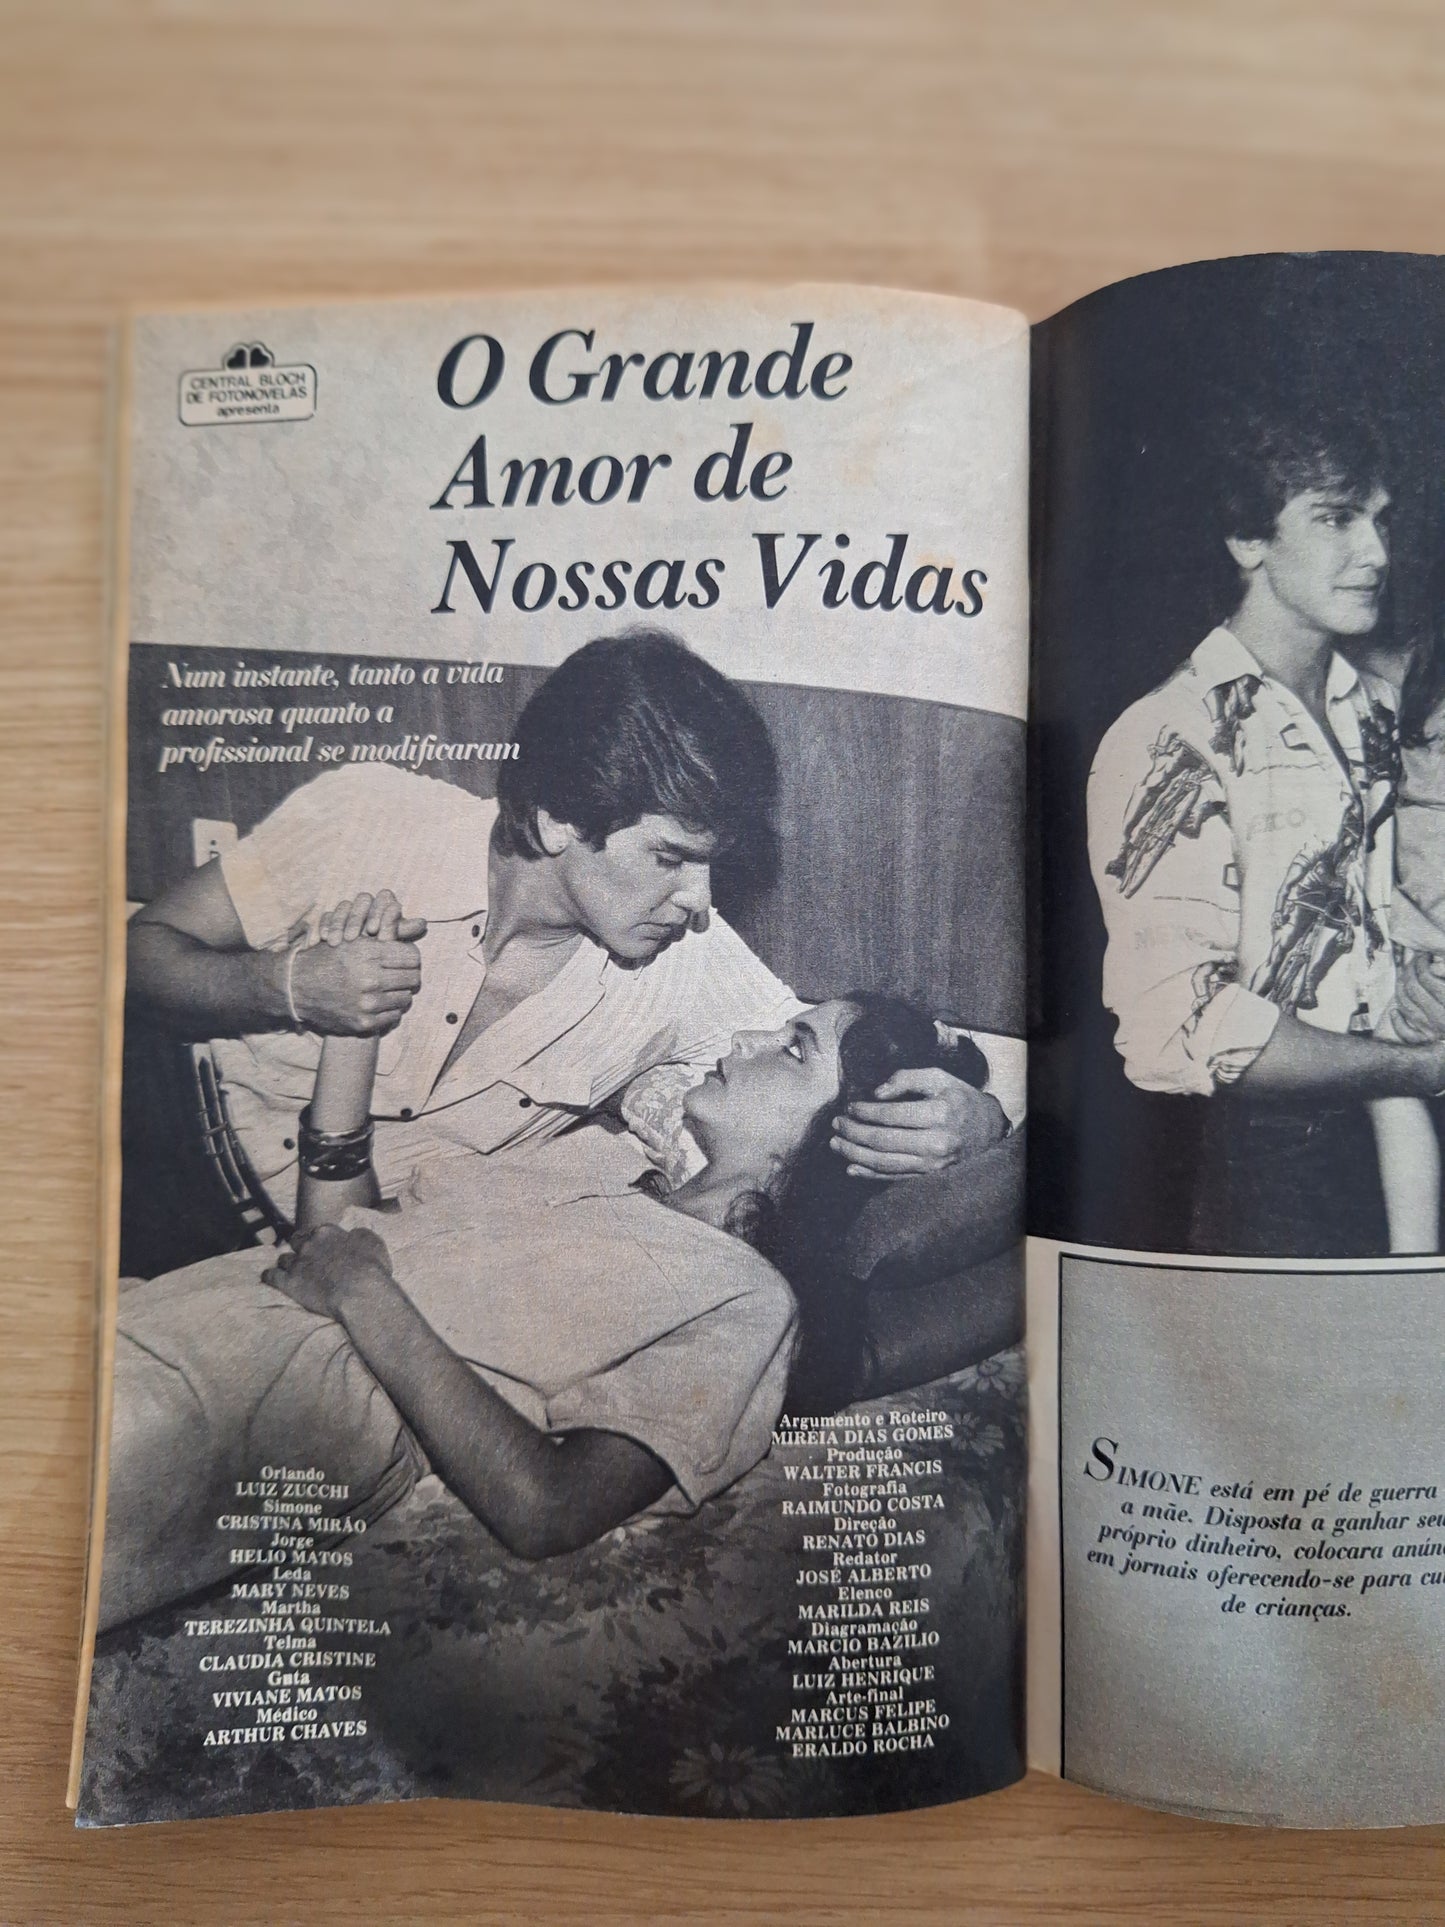 CENTRAL BLOCH
DE FOTONOVELAS
apresenta
O Grande
Amor de
Nossas Vidas
Num instante, tanto a vida
amorosa quanto a
profissional se modificaram
Orlando
LUIZ ZUCCHI
Simone
CRISTINA MIRÃO
Jorge
HELIO MATOS
Leda
MARY NEVES
Martha
TEREZINHA QUINTELA
Telma
CLAUDIA CRISTINE
Guta
VIVIANE MATOS
Médico
ARTHUR CHAVES
Argumento e Roteiro
MIREIA DIAS GOMES
Produção
WALTER FRANCIS
Fotografia
RAIMUNDO COSTA
Direção
RENATO DIAS
Redator
JOSÉ ALBERTO
Elenco
MARILDA REIS
Diagramação
MARCIO BAZILIO
Abertura
LUIZ HENRIQUE
Arte-final
MARCUS FELIPE
MARLUCE BALBINO
ERALDO ROCHA
SIMONE está em pé de guerra
a mãe. Disposta a ganhar seu
próprio dinheiro, colocara anúnc
em jornais oferecendo-se para cu
de crianças.